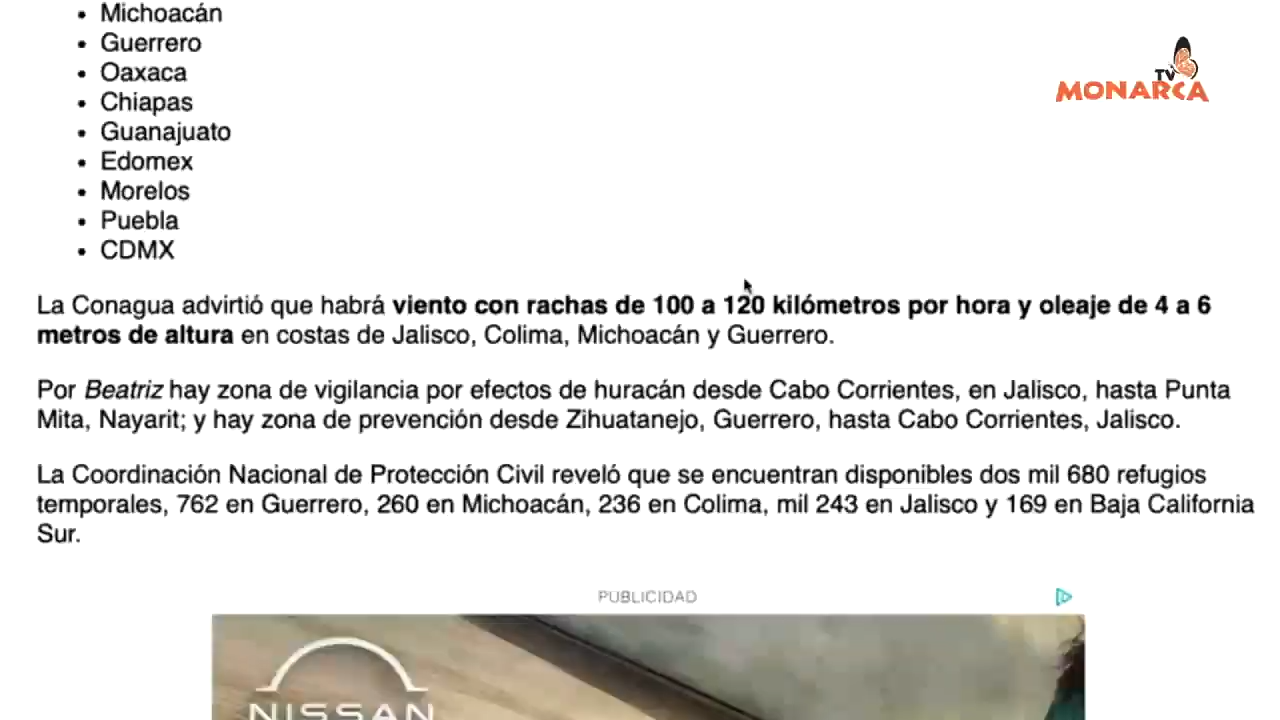 Michoacán
Guerrero
Oaxaca
Chiapas
Guanajuato
Edomex
Morelos
Puebla
CDMX
TV
MONARCA
La Conagua advirtió que habrá viento con rachas de 100 a 120 kilómetros por hora y oleaje de 4 a 6
metros de altura en costas de Jalisco, Colima, Michoacán y Guerrero.
Por Beatriz hay zona de vigilancia por efectos de huracán desde Cabo Corrientes, en Jalisco, hasta Punta
Mita, Nayarit; y hay zona de prevención desde Zihuatanejo, Guerrero, hasta Cabo Corrientes, Jalisco.
La Coordinación Nacional de Protección Civil reveló que se encuentran disponibles dos mil 680 refugios
temporales, 762 en Guerrero, 260 en Michoacán, 236 en Colima, mil 243 en Jalisco y 169 en Baja California
Sur.
PUBLICIDAD
NISSAN